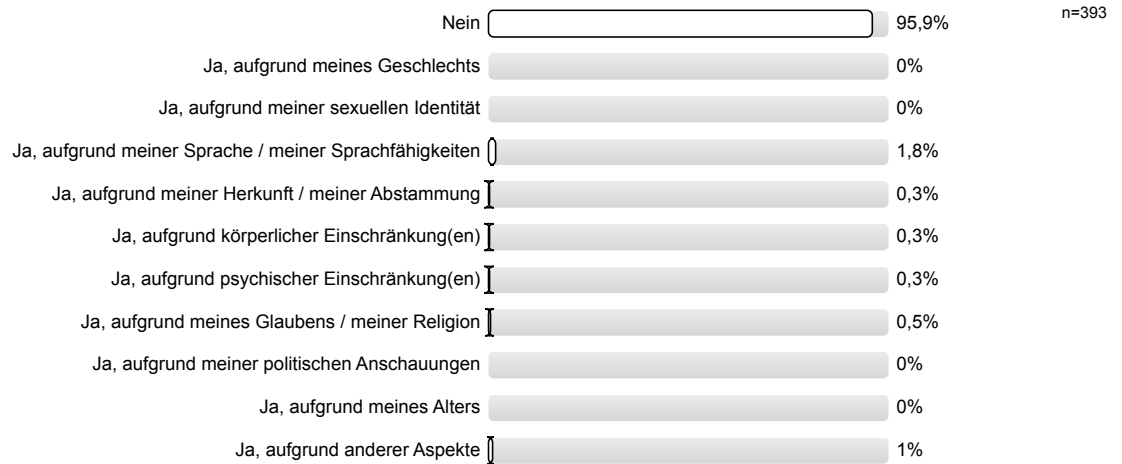 Nein 95,9% n=393
Ja, aufgrund meines Geschlechts 0%
Ja, aufgrund meiner sexuellen Identität 0%
Ja, aufgrund meiner Sprache / meiner Sprachfähigkeiten 1,8%
Ja, aufgrund meiner Herkunft / meiner Abstammung 0,3%
Ja, aufgrund körperlicher Einschränkung(en) 0,3%
Ja, aufgrund psychischer Einschränkung(en) 0,3%
Ja, aufgrund meines Glaubens / meiner Religion 0,5%
Ja, aufgrund meiner politischen Anschauungen 0%
Ja, aufgrund meines Alters 0%
Ja, aufgrund anderer Aspekte 1%